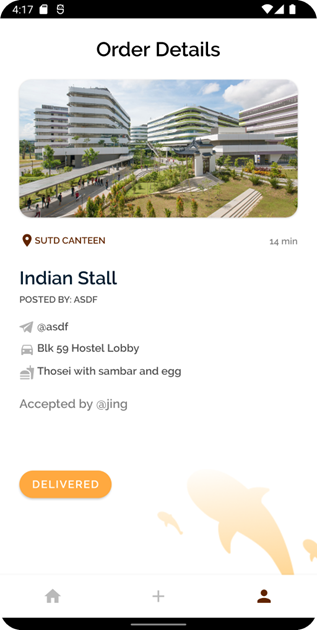 4:17
Order Details
SUTD CANTEEN
14 min
Indian Stall
POSTED BY: ASDF
@asdf
Blk 59 Hostel Lobby
Thosei with sambar and egg
Accepted by @jing
DELIVERED